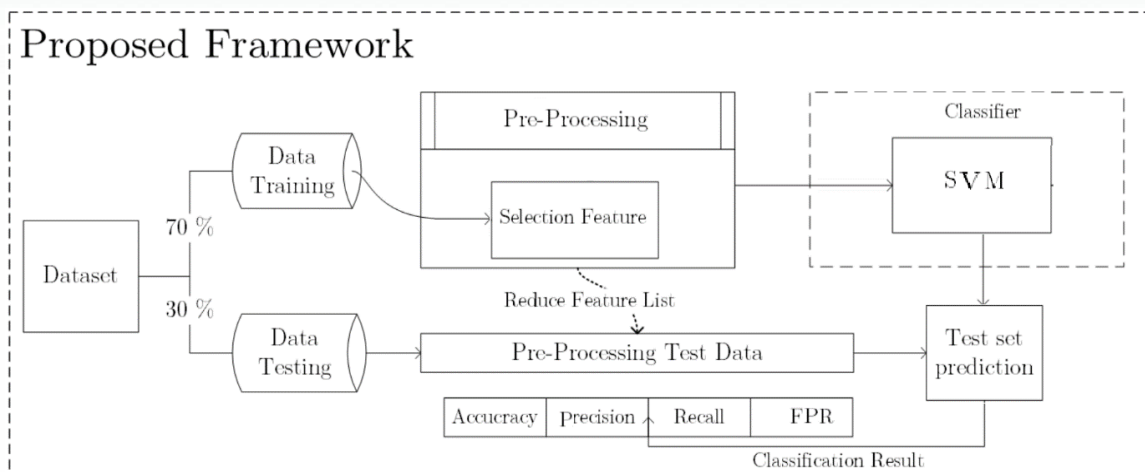 Proposed Framework
Pre-Processing
Classifier
Data
Training
SVM
70 %
Selection Feature
Dataset
30 %
Reduce Feature List
Data
Testing
Pre-Processing Test Data
Test set
prediction
Accucracy
Precision
Recall
FPR
Classification Result